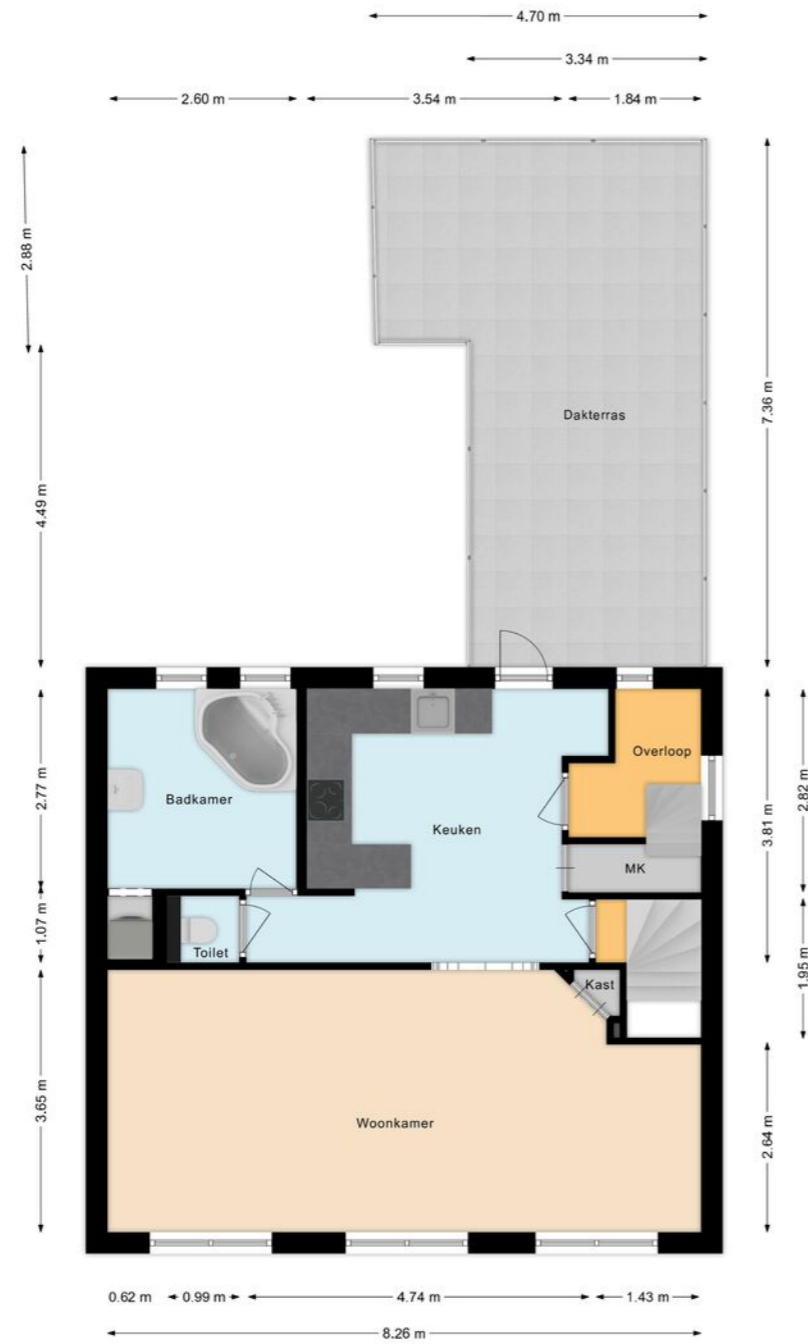 4.70 m
3.34 m
2.60 m
3.54 m
1.84 m
2.88 m
4.49 m
7.36 m
Dakterras
Badkamer
Keuken
Overloop
MK
Toilet
Kast
Woonkamer
2.77 m
1.07 m
3.65 m
3.81 m
2.82 m
1.95 m
2.64 m
0.62 m
0.99 m
4.74 m
1.43 m
8.26 m